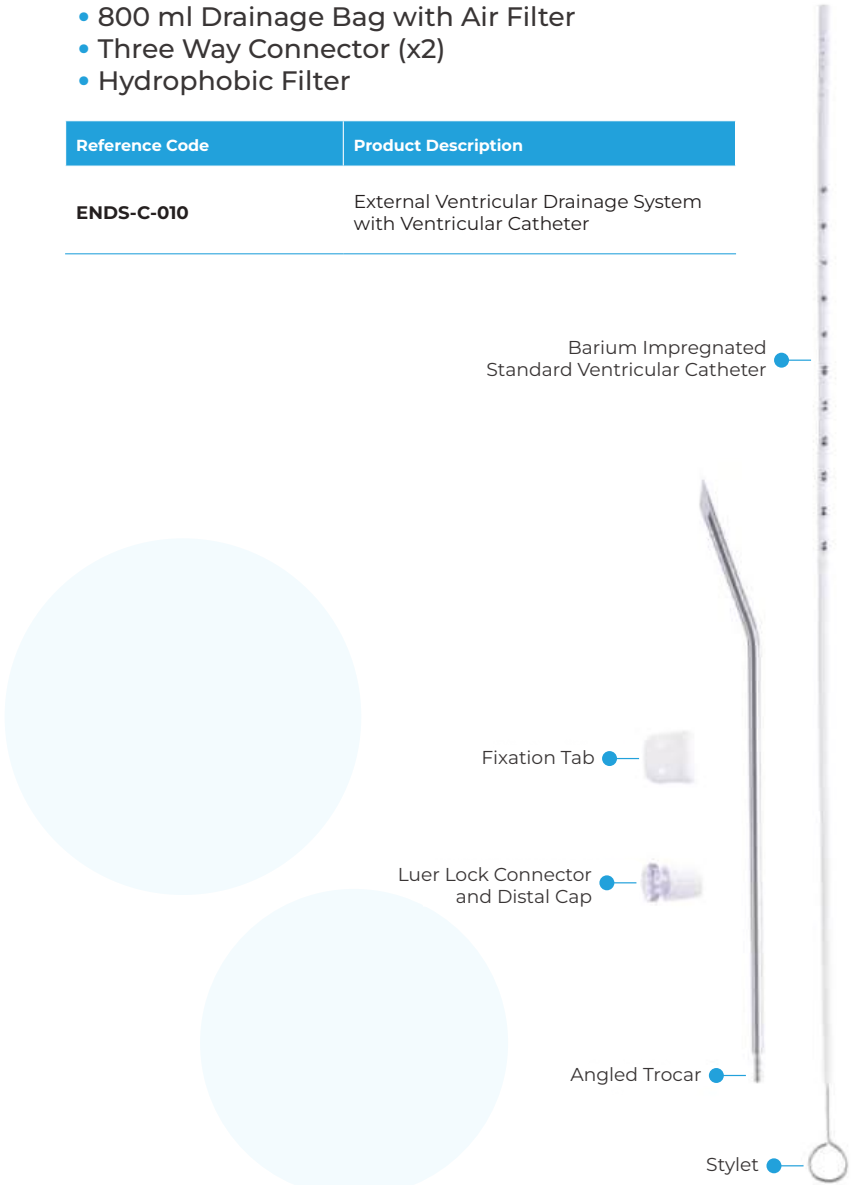 • 800 ml Drainage Bag with Air Filter
• Three Way Connector (x2)
• Hydrophobic Filter
Reference Code Product Description
ENDS-C-010 External Ventricular Drainage System
with Ventricular Catheter
Barium Impregnated
Standard Ventricular Catheter
Fixation Tab
Luer Lock Connector
and Distal Cap
Angled Trocar
Stylet